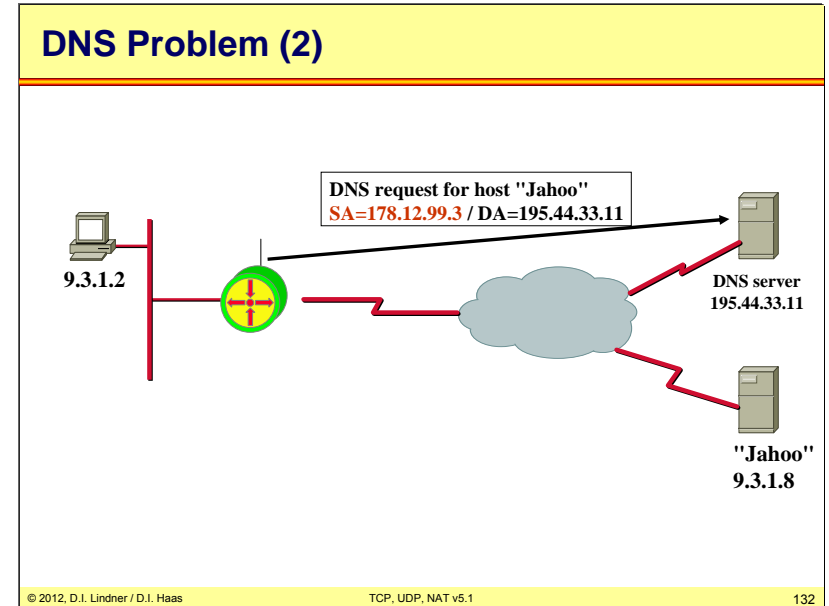 DNS Problem (2)
DNS request for host "Jahoo"
SA=178.12.99.3 / DA=195.44.33.11
9.3.1.2
DNS server
195.44.33.11
"Jahoo"
9.3.1.8
© 2012, D.I. Lindner / D.I. Haas
TCP, UDP, NAT v5.1
132